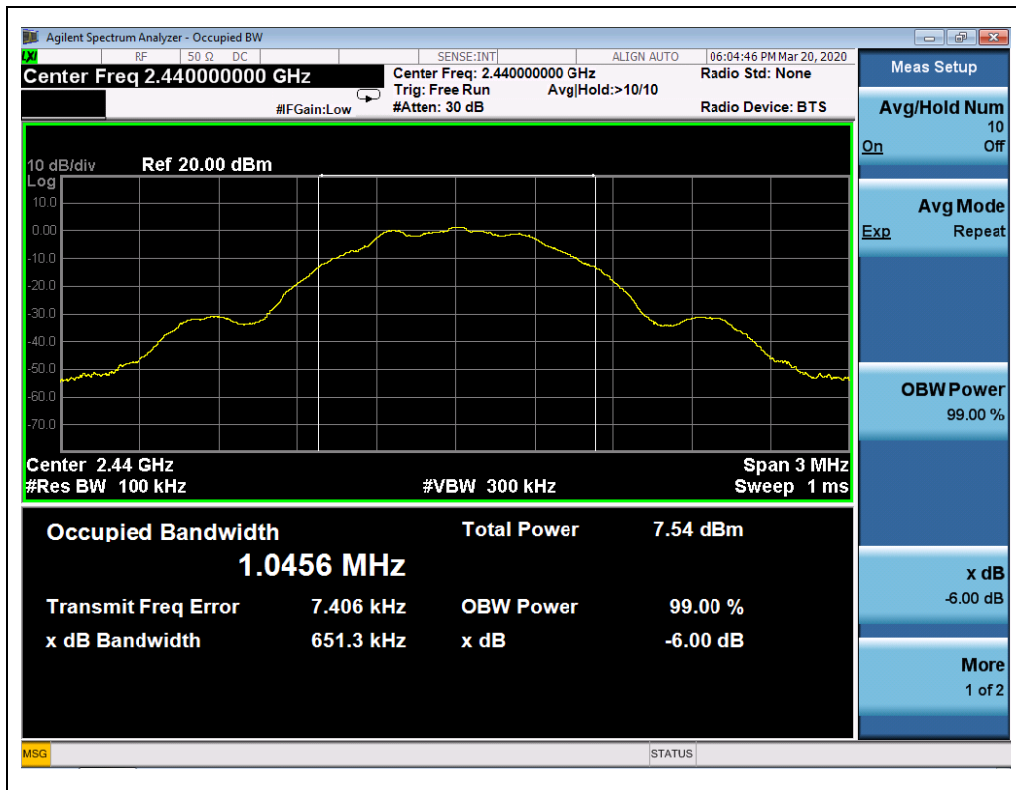 Agilent Spectrum Analyzer - Occupied BW
LXI RF 50 Ω DC SENSE:INT ALIGN AUTO 06:04:46 PM Mar 20, 2020
Center Freq 2.440000000 GHz Center Freq: 2.440000000 GHz Radio Std: None
Trig: Free Run Avg|Hold:>10/10
#IFGain:Low #Atten: 30 dB Radio Device: BTS
10 dB/div Ref 20.00 dBm
Log
10.0
0.00
-10.0
-20.0
-30.0
-40.0
-50.0
-60.0
-70.0
Center 2.44 GHz Span 3 MHz
#Res BW 100 kHz #VBW 300 kHz Sweep 1 ms
Occupied Bandwidth Total Power 7.54 dBm
1.0456 MHz
Transmit Freq Error 7.406 kHz OBW Power 99.00 %
x dB Bandwidth 651.3 kHz x dB -6.00 dB
Meas Setup
Avg/Hold Num
10
On Off
Avg Mode
Exp Repeat
OBW Power
99.00 %
x dB
-6.00 dB
More
1 of 2
MSG STATUS